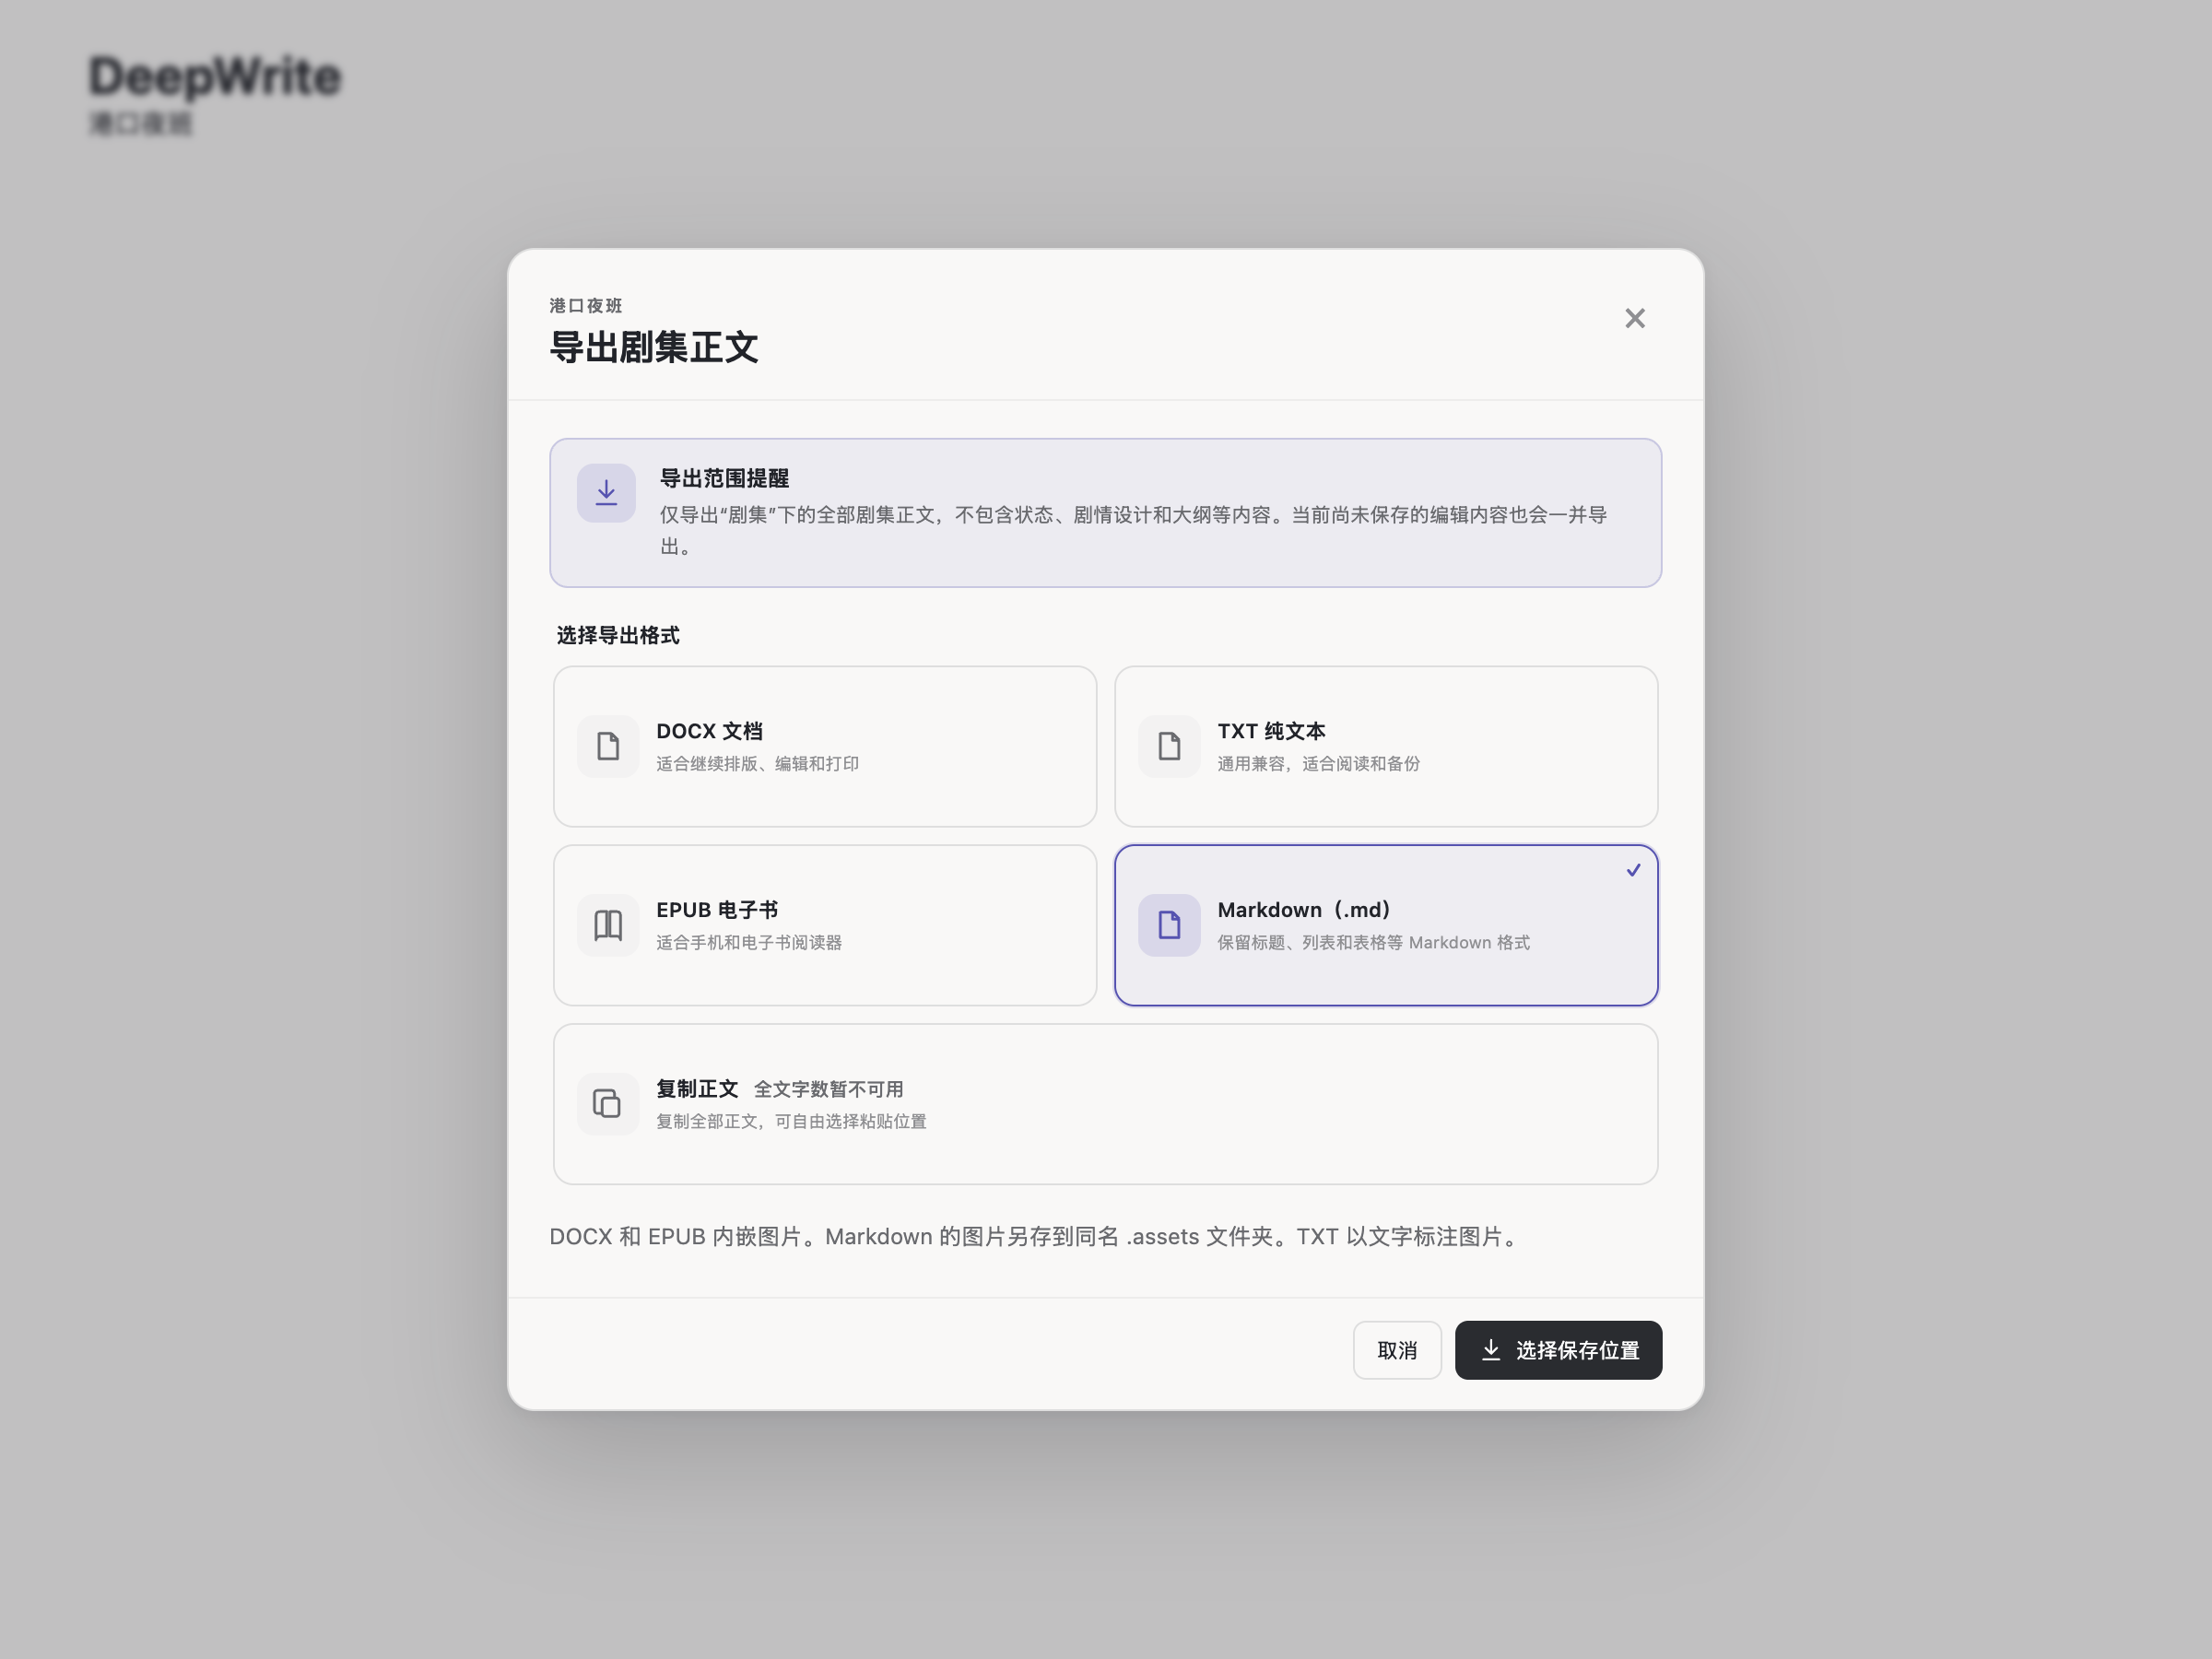 DeepWrite
港口夜班
港口夜班
导出剧集正文
导出范围提醒
仅导出“剧集”下的全部剧集正文，不包含状态、剧情设计和大纲等内容。当前尚未保存的编辑内容也会一并导
出。
选择导出格式
DOCX 文档
适合继续排版、编辑和打印
TXT 纯文本
通用兼容，适合阅读和备份
EPUB 电子书
适合手机和电子书阅读器
Markdown（.md）
保留标题、列表和表格等 Markdown 格式
复制正文 全文字数暂不可用
复制全部正文，可自由选择粘贴位置
DOCX 和 EPUB 内嵌图片。Markdown 的图片另存到同名 .assets 文件夹。TXT 以文字标注图片。
取消
选择保存位置